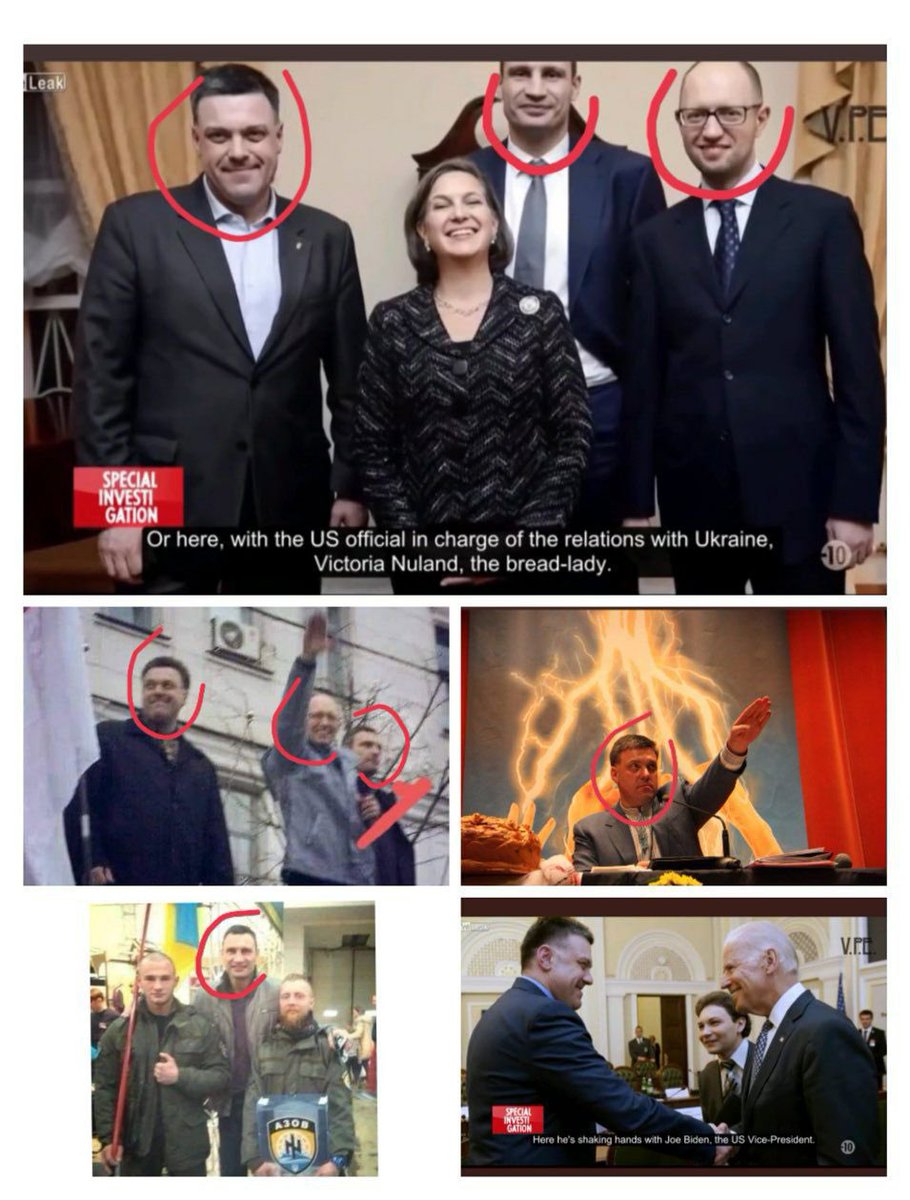 Leak
V.P.E
SPECIAL
INVESTI
GATION
Or here, with the US official in charge of the relations with Ukraine,
Victoria Nuland, the bread-lady.
-10
АЗОВ
V.P.E.
SPECIAL
INVESTI
GATION
Here he's shaking hands with Joe Biden, the US Vice-President.
-10